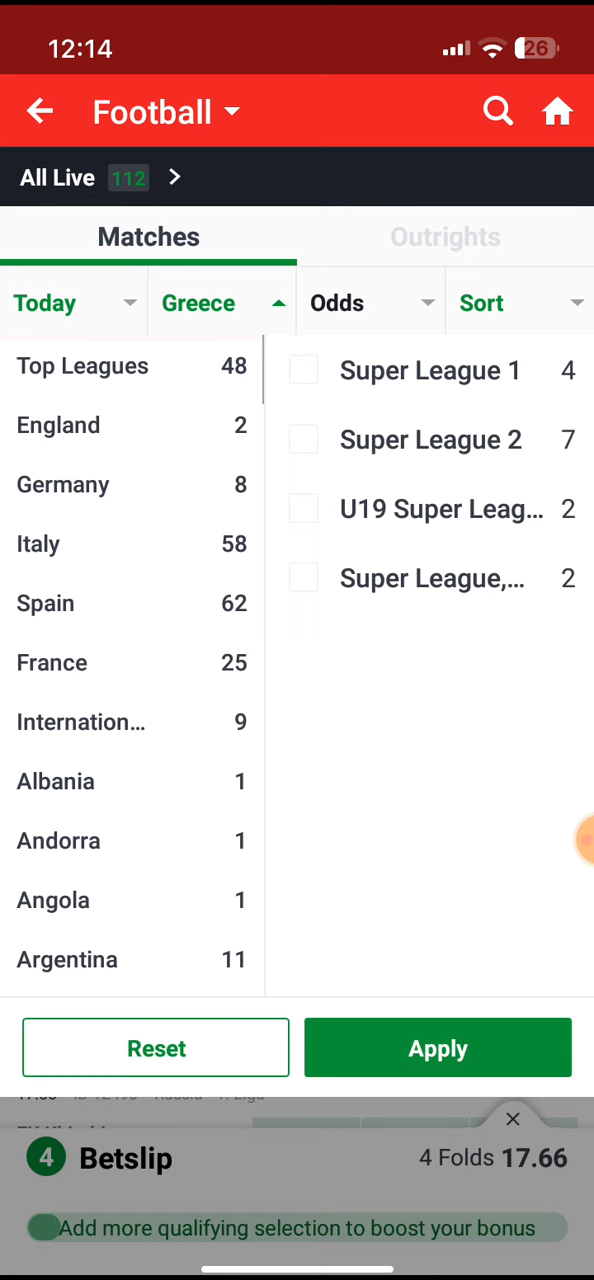 12:14
26
Football
All Live 112
Matches Outrights
Today Greece Odds Sort
Top Leagues 48
England 2
Germany 8
Italy 58
Spain 62
France 25
Internation... 9
Albania 1
Andorra 1
Angola 1
Argentina 11
Super League 1 4
Super League 2 7
U19 Super Leag... 2
Super League,... 2
Reset Apply
4 Betslip 4 Folds 17.66
Add more qualifying selection to boost your bonus